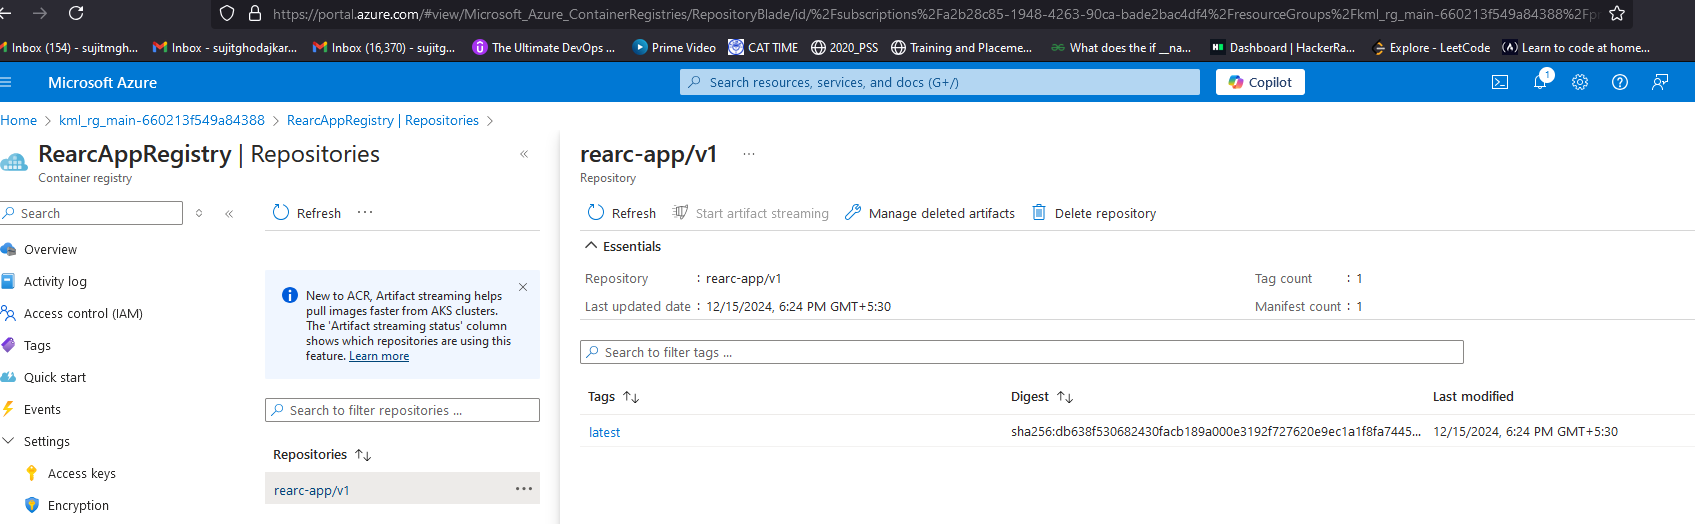 https://portal.azure.com/#view/Microsoft_Azure_ContainerRegistries/RepositoryBlade/id/%2Fsubscriptions%2Fa2b28c85-1948-4263-90ca-bade2bac4df4%2FresourceGroups%2Fkml_rg_main-660213f549a84388%2Fpr
Inbox (154) - sujitmgh... Inbox - sujitghodajkar... Inbox (16,370) - sujitg... The Ultimate DevOps ... Prime Video CAT TIME 2020_PSS Training and Placeme... What does the if __na... Dashboard | HackerRa... Explore - LeetCode Learn to code at home...
Microsoft Azure Search resources, services, and docs (G+/) Copilot 1
Home > kml_rg_main-660213f549a84388 > RearcAppRegistry | Repositories >
RearcAppRegistry | Repositories
Container registry
Search
Overview
Activity log
Access control (IAM)
Tags
Quick start
Events
Settings
Access keys
Encryption
Refresh ...
New to ACR, Artifact streaming helps
pull images faster from AKS clusters.
The 'Artifact streaming status' column
shows which repositories are using this
feature. Learn more
Search to filter repositories ...
Repositories
rearc-app/v1 ...
rearc-app/v1 ...
Repository
Refresh Start artifact streaming Manage deleted artifacts Delete repository
Essentials
Repository : rearc-app/v1 Tag count : 1
Last updated date : 12/15/2024, 6:24 PM GMT+5:30 Manifest count : 1
Search to filter tags ...
Tags Digest Last modified
latest sha256:db638f530682430facb189a000e3192f727620e9ec1a1f8fa7445... 12/15/2024, 6:24 PM GMT+5:30